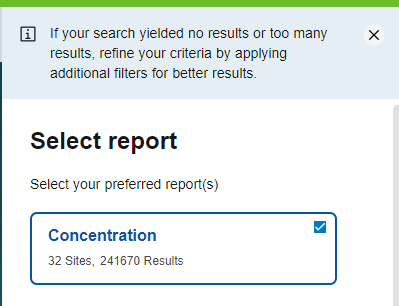 If your search yielded no results or too many
results, refine your criteria by applying
additional filters for better results.
Select report
Select your preferred report(s)
Concentration
32 Sites, 241670 Results